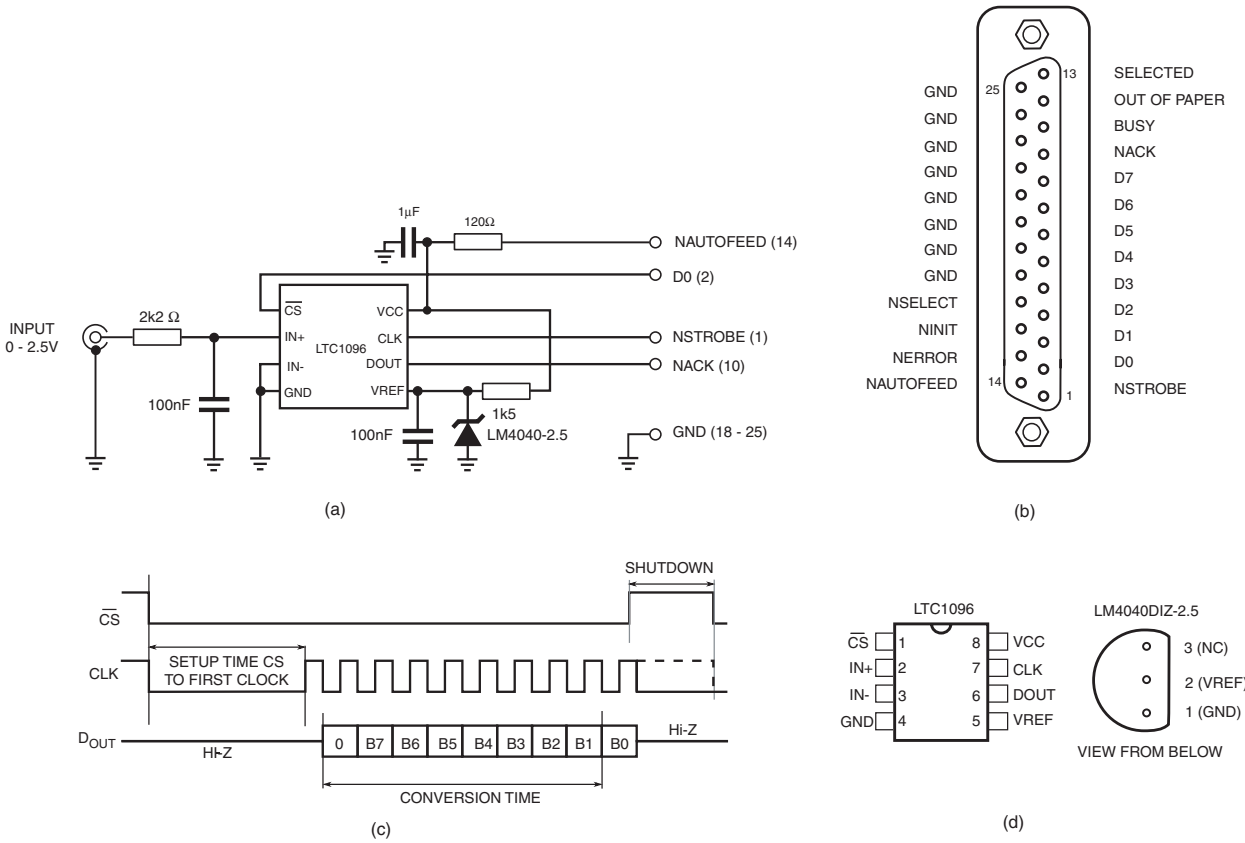 1µF
120Ω
NAUTOFEED (14)
D0 (2)
INPUT
0 - 2.5V
2k2 Ω
CS
IN+
IN-
GND
LTC1096
VCC
CLK
DOUT
VREF
NSTROBE (1)
NACK (10)
100nF
100nF
1k5
LM4040-2.5
GND (18 - 25)
(a)
25
13
14
1
GND
GND
GND
GND
GND
GND
GND
GND
NSELECT
NINIT
NERROR
NAUTOFEED
SELECTED
OUT OF PAPER
BUSY
NACK
D7
D6
D5
D4
D3
D2
D1
D0
NSTROBE
(b)
SHUTDOWN
CS
CLK
SETUP TIME CS
TO FIRST CLOCK
DOUT
HI-Z
0 B7 B6 B5 B4 B3 B2 B1 B0
Hi-Z
CONVERSION TIME
(c)
LTC1096
CS 1 8 VCC
IN+ 2 7 CLK
IN- 3 6 DOUT
GND 4 5 VREF
LM4040DIZ-2.5
3 (NC)
2 (VREF)
1 (GND)
VIEW FROM BELOW
(d)